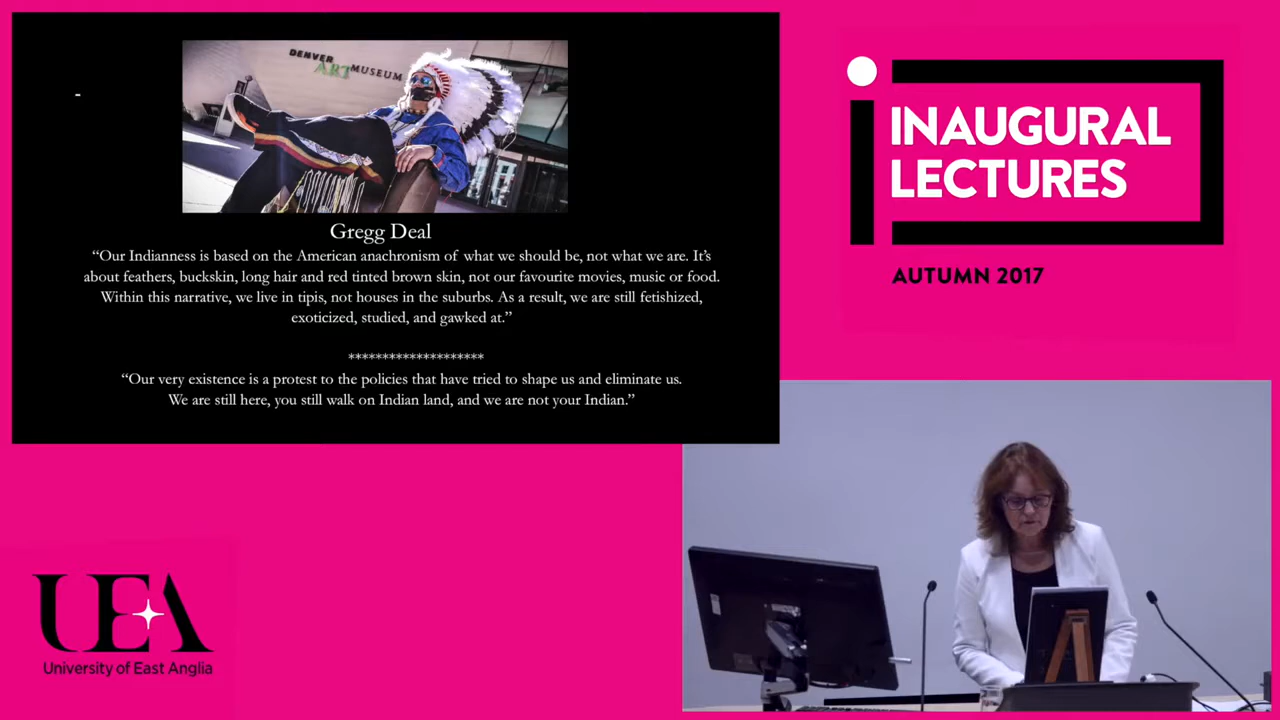 DENVER
ART MUSEUM
-
Gregg Deal
“Our Indianness is based on the American anachronism of what we should be, not what we are. It’s
about feathers, buckskin, long hair and red tinted brown skin, not our favourite movies, music or food.
Within this narrative, we live in tipis, not houses in the suburbs. As a result, we are still fetishized,
exoticized, studied, and gawked at.”
********************
“Our very existence is a protest to the policies that have tried to shape us and eliminate us.
We are still here, you still walk on Indian land, and we are not your Indian.”
INAUGURAL
LECTURES
AUTUMN 2017
UEA
University of East Anglia